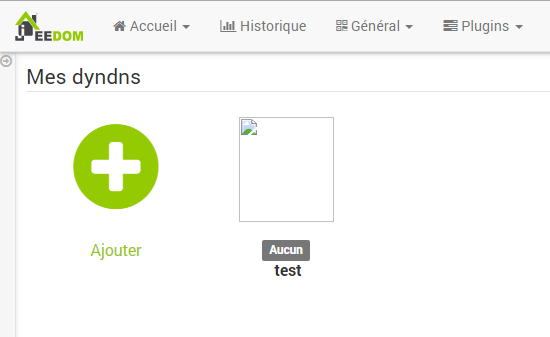 JEEDOM Accueil Historique Général Plugins
Mes dyndns
Ajouter
Aucun
test